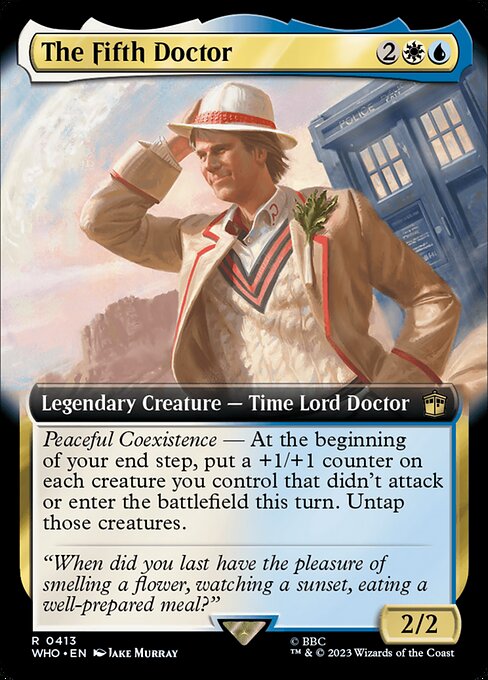 The Fifth Doctor 2
POLICE
Legendary Creature — Time Lord Doctor
Peaceful Coexistence — At the beginning
of your end step, put a +1/+1 counter on
each creature you control that didn't attack
or enter the battlefield this turn. Untap
those creatures.
“When did you last have the pleasure of
smelling a flower, watching a sunset, eating a
well-prepared meal?”
2/2
R 0413
WHO • EN JAKE MURRAY
© BBC
™ & © 2023 Wizards of the Coast